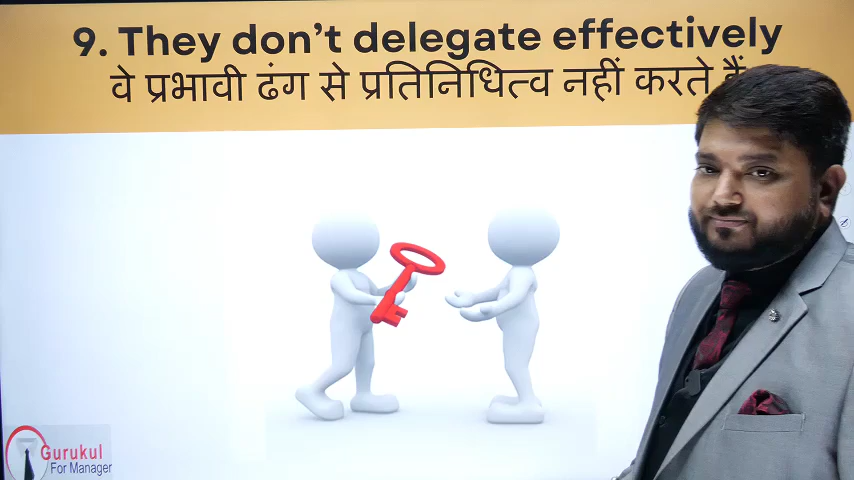 9. They don't delegate effectively
वे प्रभावी ढंग से प्रतिनिधित्व नहीं करते हैं
Gurukul
For Manager